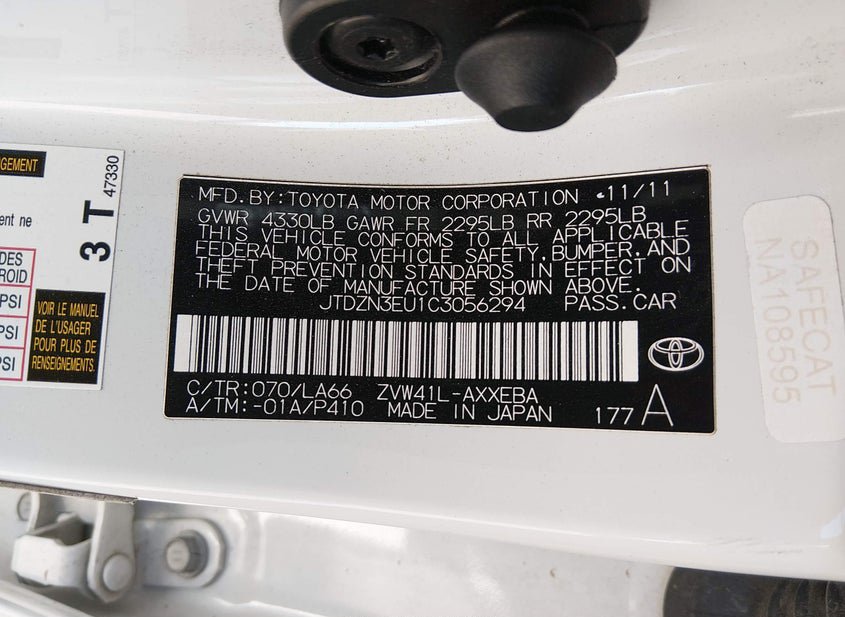 GEMENT
ent ne
DES
ROID
PSI
PSI
PSI
VOIR LE MANUEL
DE L'USAGER
POUR PLUS DE
RENSEIGNEMENTS.
3 T
47330
MFD. BY: TOYOTA MOTOR CORPORATION 11/11
GVWR 4330LB GAWR FR 2295LB RR 2295LB
THIS VEHICLE CONFORMS TO ALL APPLICABLE
FEDERAL MOTOR VEHICLE SAFETY, BUMPER, AND
THEFT PREVENTION STANDARDS IN EFFECT ON
THE DATE OF MANUFACTURE SHOWN ABOVE.
JTDZN3EU1C3056294 PASS. CAR
C/TR: 070/LA66 ZVW41L-AXXEBA
A/TM: -01A/P410 MADE IN JAPAN 177 A
SAFECAT
NA108595